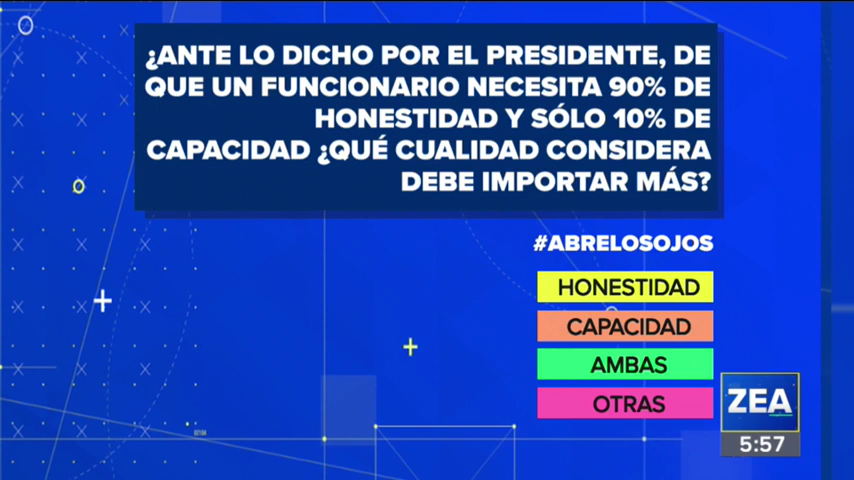 ¿ANTE LO DICHO POR EL PRESIDENTE, DE
QUE UN FUNCIONARIO NECESITA 90% DE
HONESTIDAD Y SÓLO 10% DE
CAPACIDAD ¿QUÉ CUALIDAD CONSIDERA
DEBE IMPORTAR MÁS?
#ABRELOSOJOS
HONESTIDAD
CAPACIDAD
AMBAS
OTRAS
ZEA
5:57